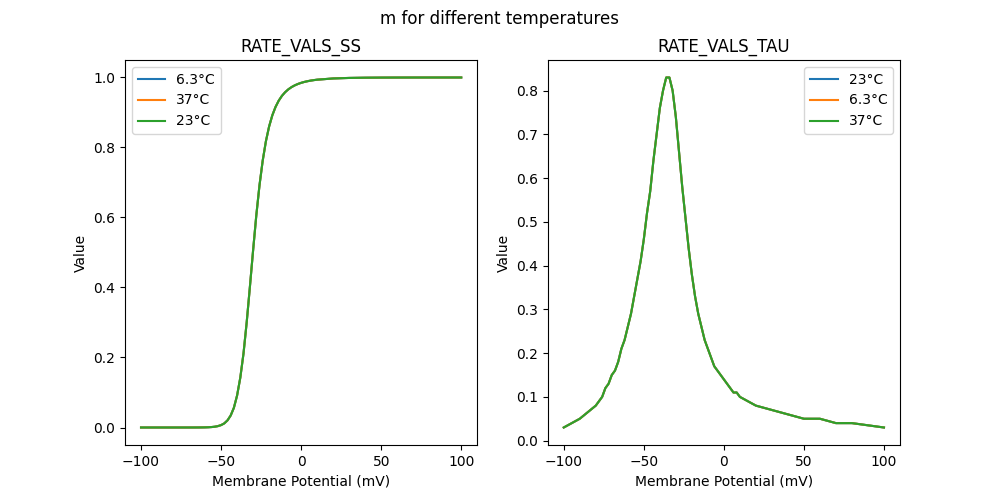 m for different temperatures
RATE_VALS_SS
1.0
0.8
0.6
0.4
0.2
0.0
Value
6.3°C
37°C
23°C
−100
−50
0
50
100
Membrane Potential (mV)
RATE_VALS_TAU
0.8
0.7
0.6
0.5
0.4
0.3
0.2
0.1
0.0
Value
23°C
6.3°C
37°C
−100
−50
0
50
100
Membrane Potential (mV)